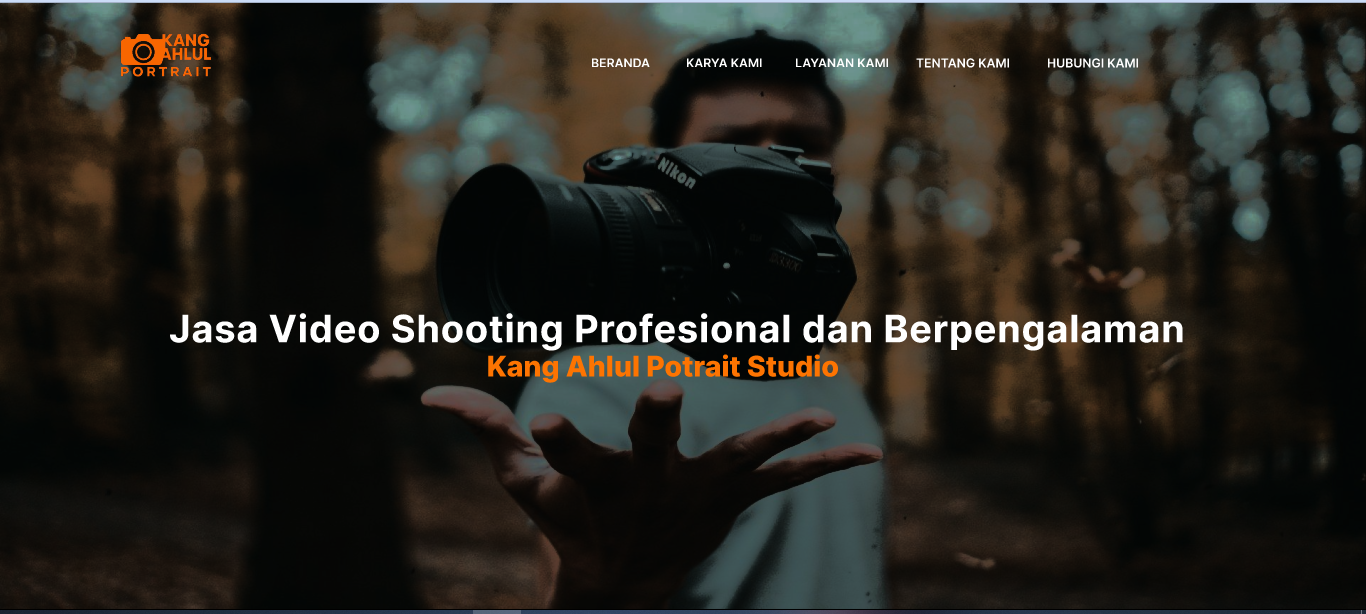 KANG
AHLUL
PORTRAIT
BERANDA KARYA KAMI LAYANAN KAMI TENTANG KAMI HUBUNGI KAMI
Nikon
Jasa Video Shooting Profesional dan Berpengalaman
Kang Ahlul Potrait Studio